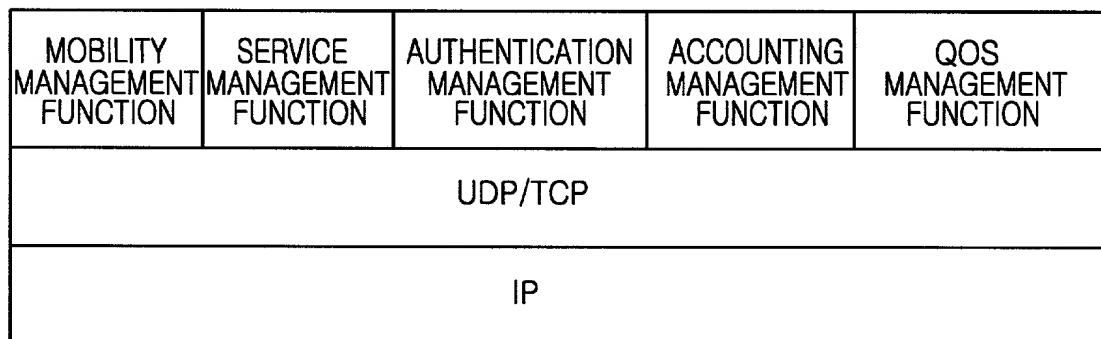 MOBILITY
MANAGEMENT
FUNCTION
SERVICE
MANAGEMENT
FUNCTION
AUTHENTICATION
MANAGEMENT
FUNCTION
ACCOUNTING
MANAGEMENT
FUNCTION
QOS
MANAGEMENT
FUNCTION
UDP/TCP
IP